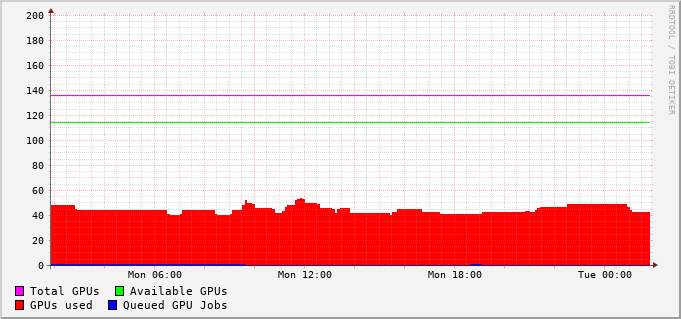 RRDTOOL / TOBI OETIKER
200
180
160
140
120
100
80
60
40
20
0
Mon 06:00 Mon 12:00 Mon 18:00 Tue 00:00
Total GPUs Available GPUs
GPUs used Queued GPU Jobs